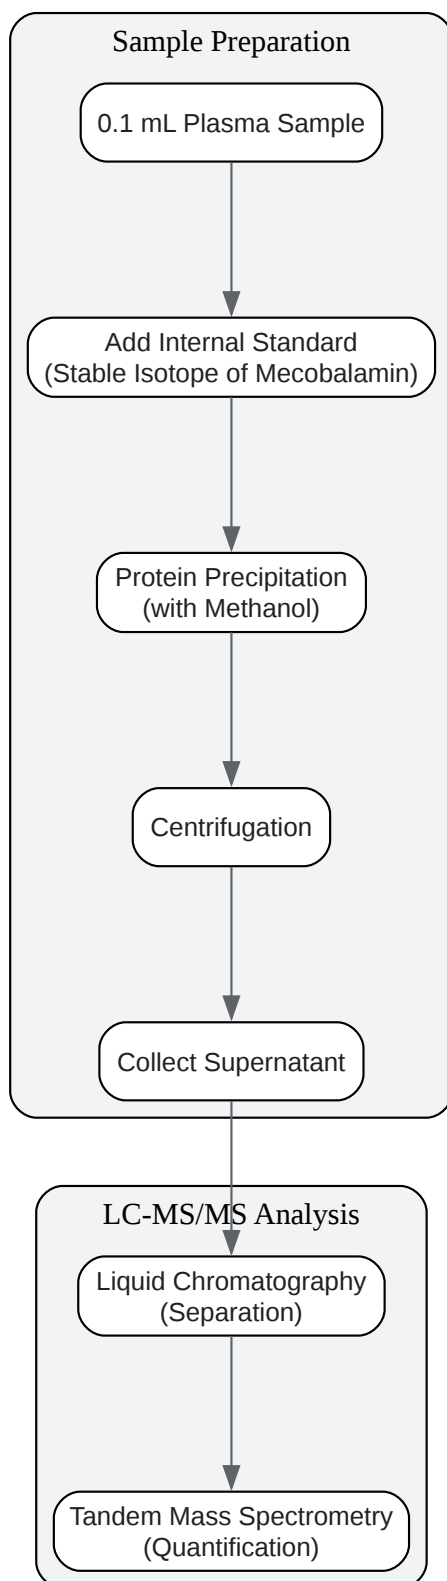 Sample Preparation
0.1 mL Plasma Sample
Add Internal Standard
(Stable Isotope of Mecobalamin)
Protein Precipitation
(with Methanol)
Centrifugation
Collect Supernatant
LC-MS/MS Analysis
Liquid Chromatography
(Separation)
Tandem Mass Spectrometry
(Quantification)